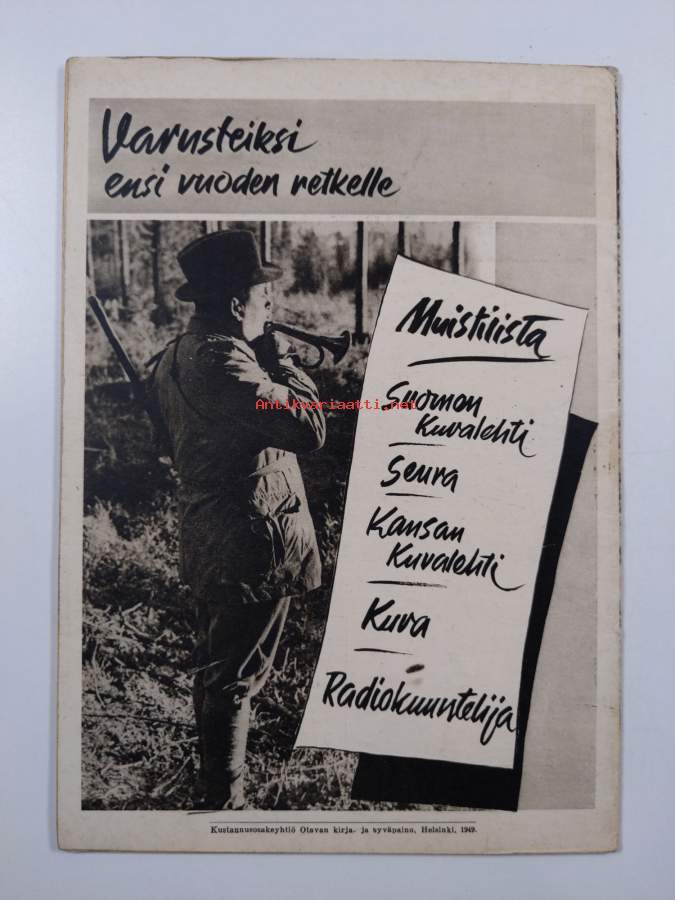 Varusteiksi
ensi vuoden retkelle
Muistilista
Suomen
Kuvalehti
Antikvariaatti.net
Seura
Kansan
Kuvalehti
Kuva
Radiokuuntelija
Kustannusosakeyhtiö Otavan kirja- ja syväpaino, Helsinki, 1949.